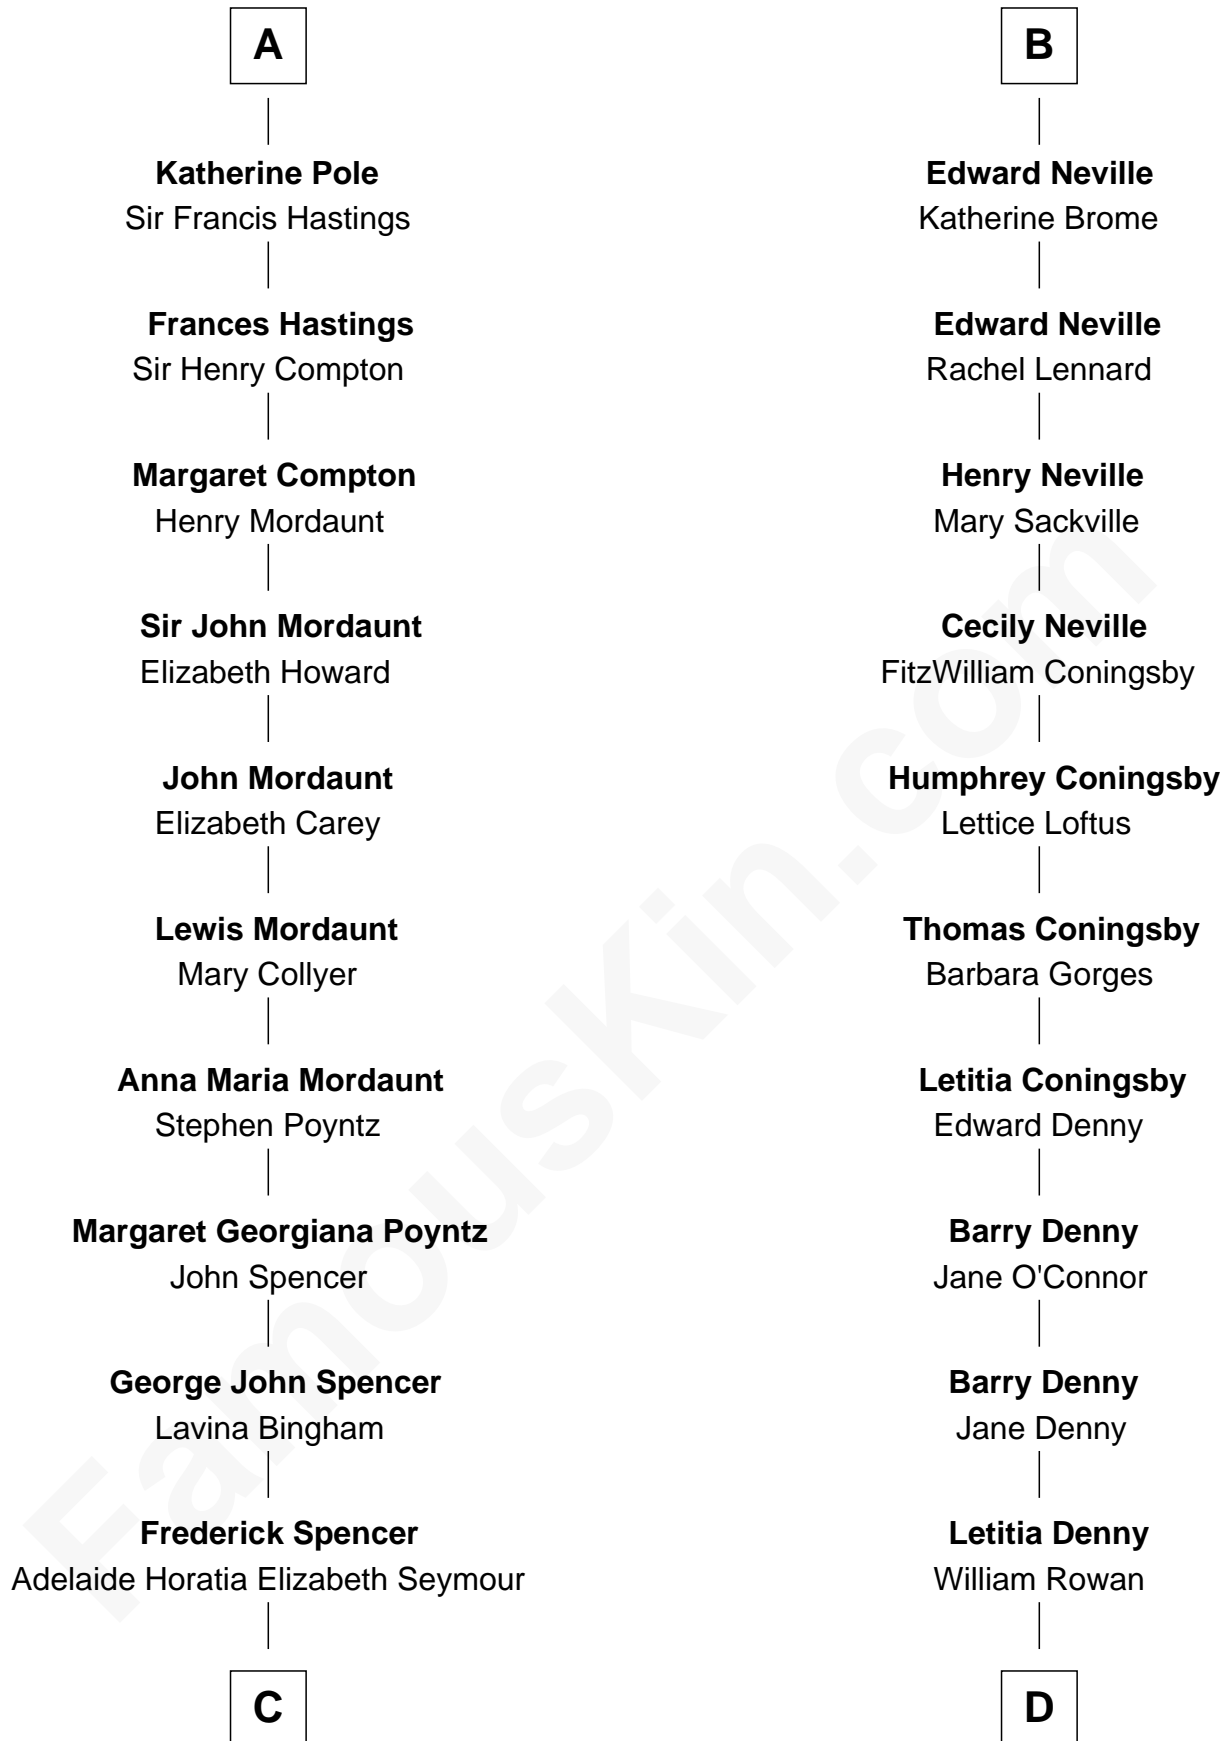 A
Katherine Pole
Sir Francis Hastings
Frances Hastings
Sir Henry Compton
Margaret Compton
Henry Mordaunt
Sir John Mordaunt
Elizabeth Howard
John Mordaunt
Elizabeth Carey
Lewis Mordaunt
Mary Collyer
Anna Maria Mordaunt
Stephen Poyntz
Margaret Georgiana Poyntz
John Spencer
George John Spencer
Lavina Bingham
Frederick Spencer
Adelaide Horatia Elizabeth Seymour
C
B
Edward Neville
Katherine Brome
Edward Neville
Rachel Lennard
Henry Neville
Mary Sackville
Cecily Neville
FitzWilliam Coningsby
Humphrey Coningsby
Lettice Loftus
Thomas Coningsby
Barbara Gorges
Letitia Coningsby
Edward Denny
Barry Denny
Jane O'Connor
Barry Denny
Jane Denny
Letitia Denny
William Rowan
D
FamousKin.com